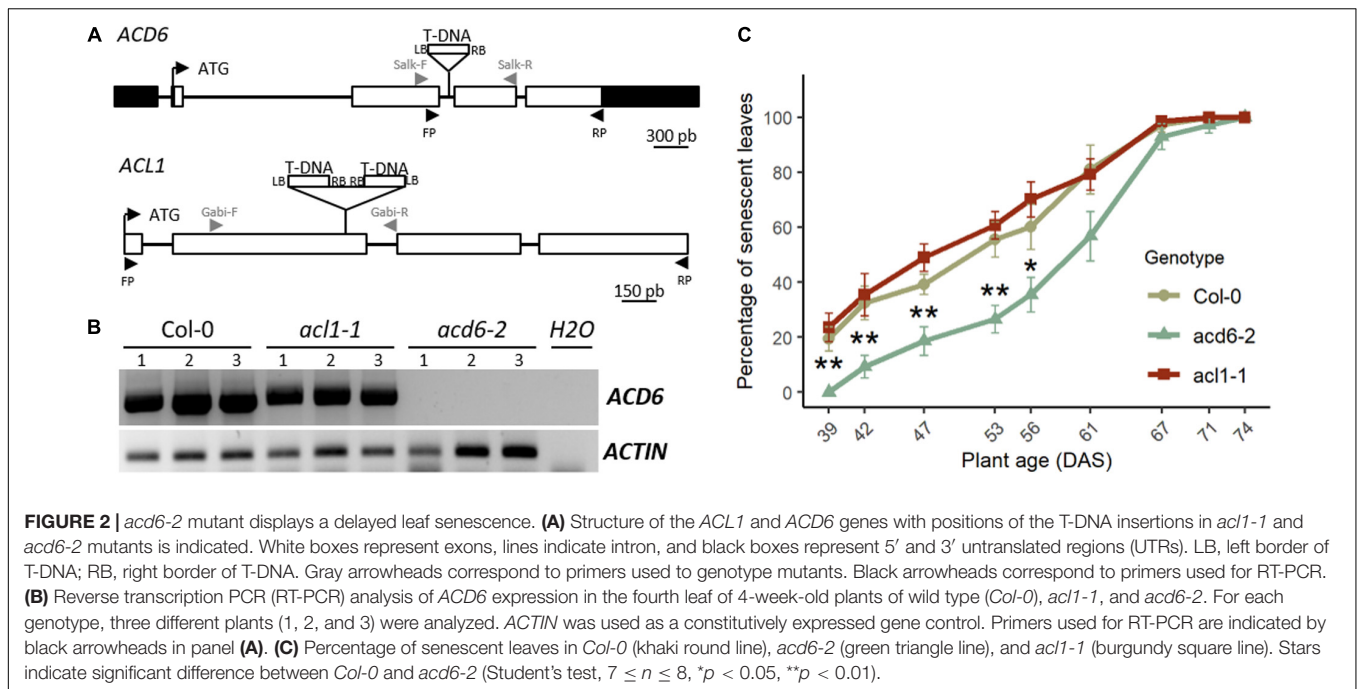 A
ACD6
T-DNA
LB RB
ATG
Salk-F Salk-R
FP RP
300 pb
ACL1
T-DNA T-DNA
LB RB RB LB
ATG
Gabi-F Gabi-R
FP RP
150 pb
B
Col-0 acl1-1 acd6-2 H2O
1 2 3 1 2 3 1 2 3
ACD6
ACTIN
C
Percentage of senescent leaves
100
80
60
40
20
0
** ** ** ** *
39 42 47 53 56 61 67 71 74
Plant age (DAS)
Genotype
Col-0
acd6-2
acl1-1
FIGURE 2 | acd6-2 mutant displays a delayed leaf senescence. (A) Structure of the ACL1 and ACD6 genes with positions of the T-DNA insertions in acl1-1 and
acd6-2 mutants is indicated. White boxes represent exons, lines indicate intron, and black boxes represent 5′ and 3′ untranslated regions (UTRs). LB, left border of
T-DNA; RB, right border of T-DNA. Gray arrowheads correspond to primers used to genotype mutants. Black arrowheads correspond to primers used for RT-PCR.
(B) Reverse transcription PCR (RT-PCR) analysis of ACD6 expression in the fourth leaf of 4-week-old plants of wild type (Col-0), acl1-1, and acd6-2. For each
genotype, three different plants (1, 2, and 3) were analyzed. ACTIN was used as a constitutively expressed gene control. Primers used for RT-PCR are indicated by
black arrowheads in panel (A). (C) Percentage of senescent leaves in Col-0 (khaki round line), acd6-2 (green triangle line), and acl1-1 (burgundy square line). Stars
indicate significant difference between Col-0 and acd6-2 (Student's test, 7 ≤ n ≤ 8, *p < 0.05, **p < 0.01).